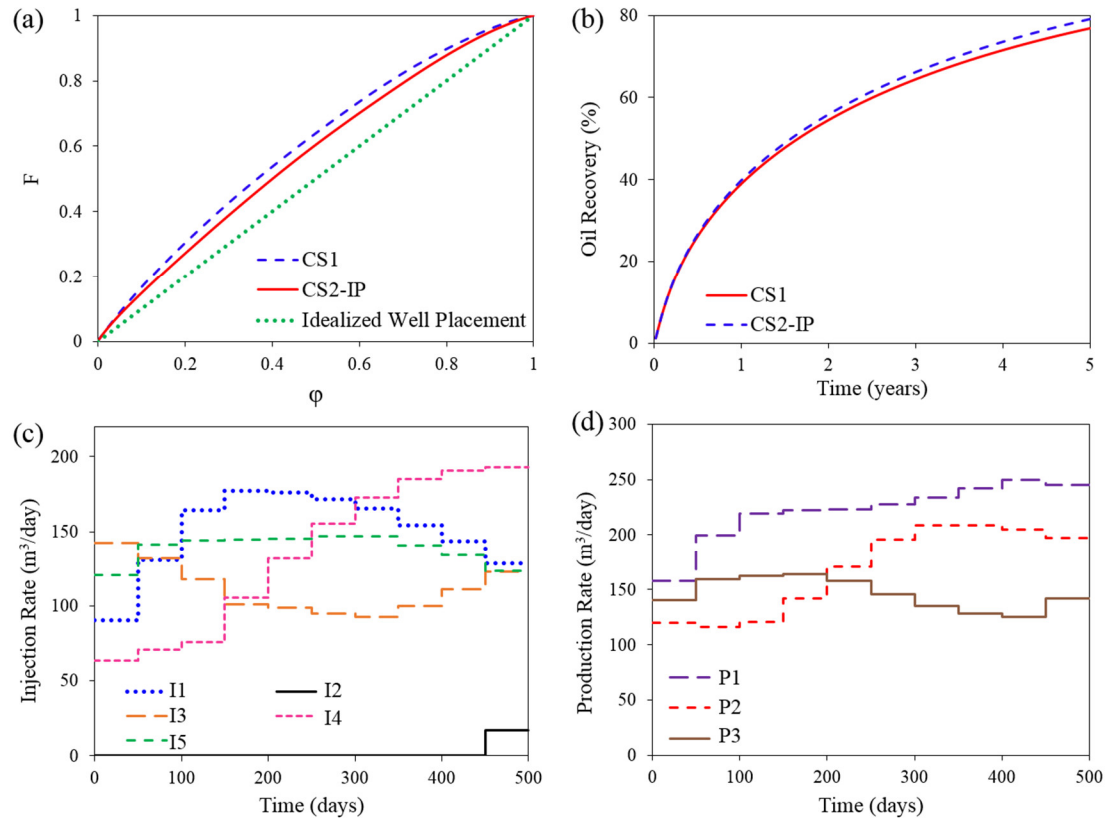 (a)
1
0.8
0.6
0.4
0.2
0
F
CS1
CS2-IP
Idealized Well Placement
0 0.2 0.4 0.6 0.8 1
φ
(b)
80
60
40
20
0
Oil Recovery (%)
CS1
CS2-IP
0 1 2 3 4 5
Time (years)
(c)
200
150
100
50
0
Injection Rate (m³/day)
I1 I2
I3 I4
I5
0 100 200 300 400 500
Time (days)
(d)
300
250
200
150
100
50
0
Production Rate (m³/day)
P1
P2
P3
0 100 200 300 400 500
Time (days)